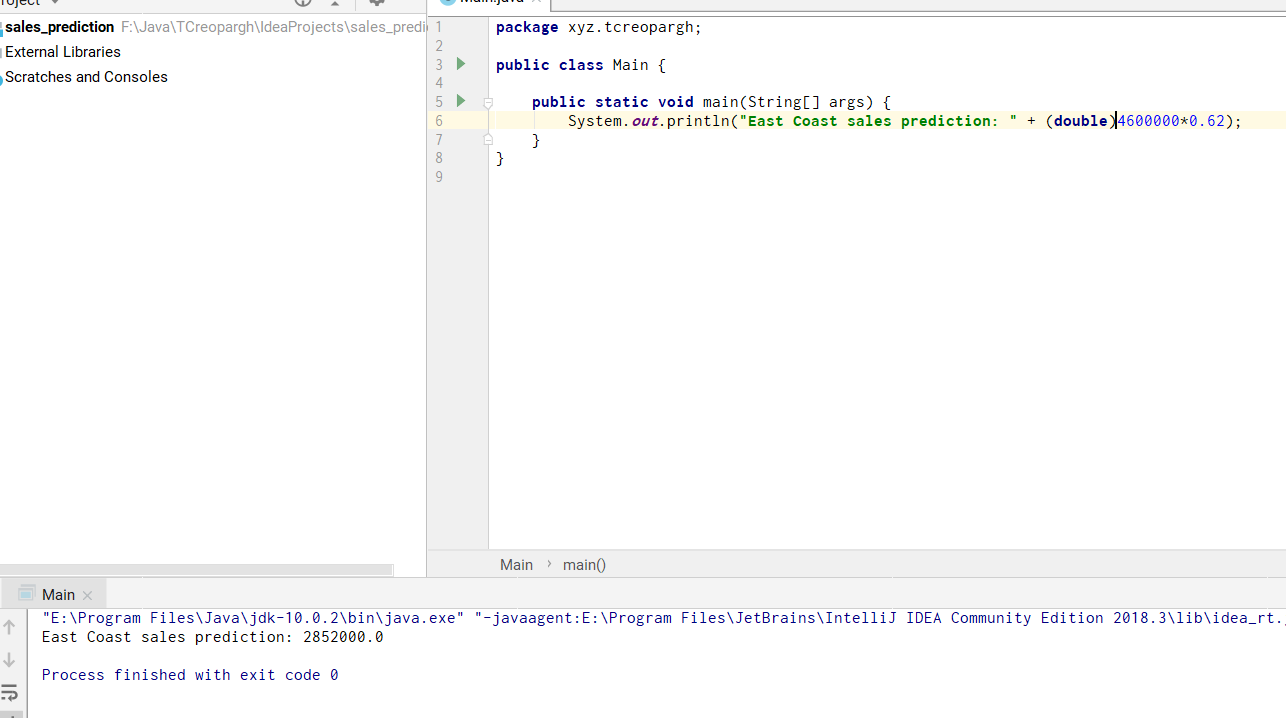 sales_prediction F:\Java\TCreopargh\IdeaProjects\sales_predi
External Libraries
Scratches and Consoles
1 package xyz.tcreopargh;
2
3 public class Main {
4
5 public static void main(String[] args) {
6 System.out.println("East Coast sales prediction: " + (double)4600000*0.62);
7 }
8 }
9
Main › main()
Main
"E:\Program Files\Java\jdk-10.0.2\bin\java.exe" "-javaagent:E:\Program Files\JetBrains\IntelliJ IDEA Community Edition 2018.3\lib\idea_rt.
East Coast sales prediction: 2852000.0
Process finished with exit code 0